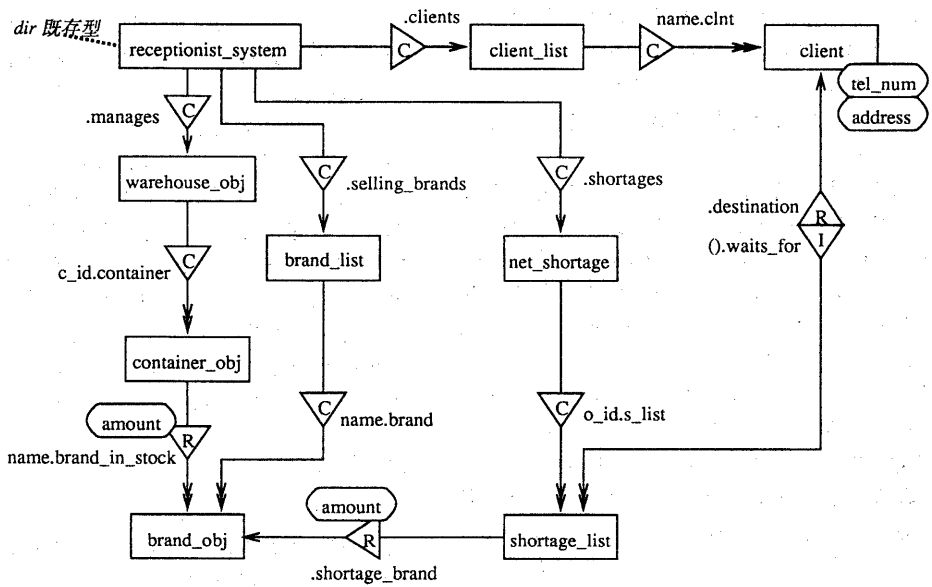 dir 既存型
.clients
name.clnt
receptionist_system
C
client_list
C
client
tel_num
address
.manages
C
warehouse_obj
C
.selling_brands
C
.shortages
.destination
R
().waits_for
I
c_id.container
C
brand_list
net_shortage
container_obj
amount
R
name.brand_in_stock
C
name.brand
C
o_id.s_list
amount
brand_obj
R
shortage_list
.shortage_brand